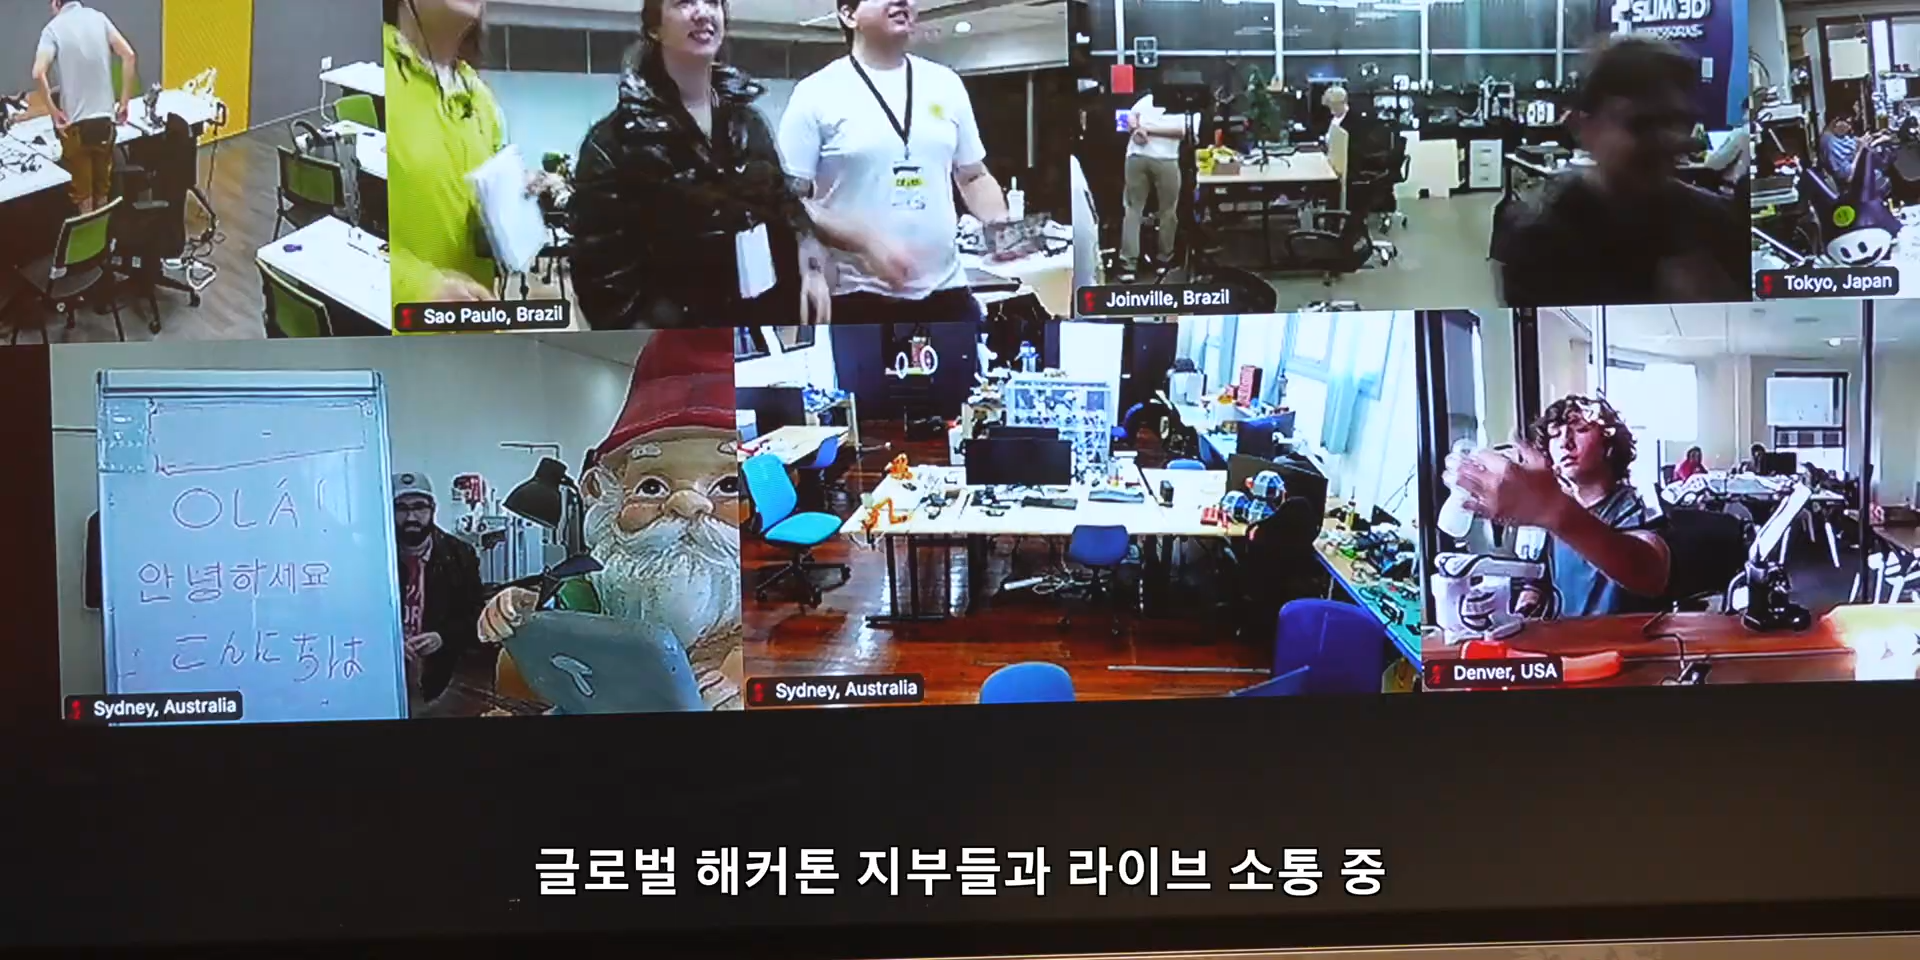 SLIM 3D
Sao Paulo, Brazil
Joinville, Brazil
Tokyo, Japan
OLÁ!
안녕하세요
こんにちは
Sydney, Australia
Sydney, Australia
Denver, USA
글로벌 해커톤 지부들과 라이브 소통 중